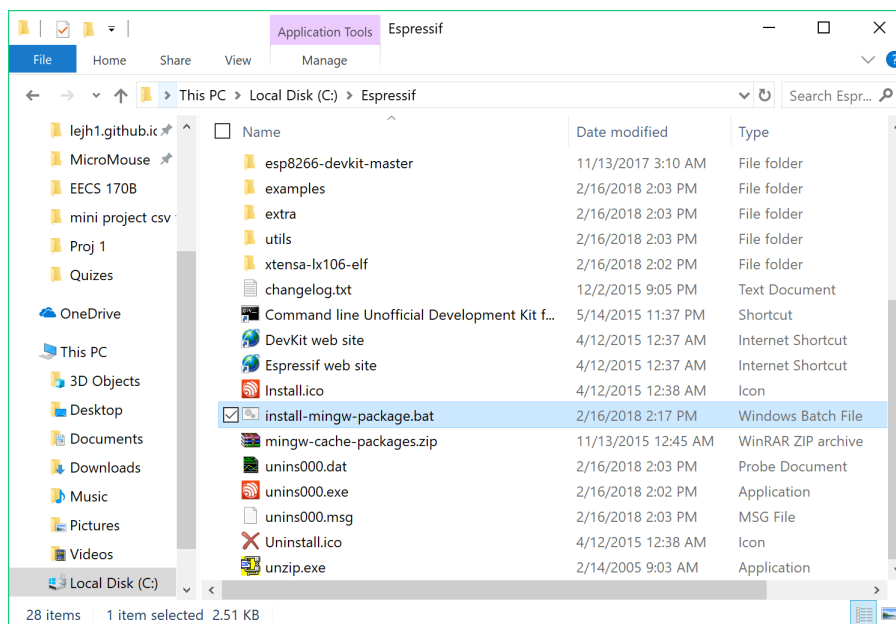 Application Tools Espressif
File Home Share View Manage
This PC > Local Disk (C:) > Espressif Search Espr...
lejh1.github.ic
MicroMouse
EECS 170B
mini project csv
Proj 1
Quizes
OneDrive
This PC
3D Objects
Desktop
Documents
Downloads
Music
Pictures
Videos
Local Disk (C:)
Name Date modified Type
esp8266-devkit-master 11/13/2017 3:10 AM File folder
examples 2/16/2018 2:03 PM File folder
extra 2/16/2018 2:03 PM File folder
utils 2/16/2018 2:03 PM File folder
xtensa-lx106-elf 2/16/2018 2:02 PM File folder
changelog.txt 12/2/2015 9:05 PM Text Document
Command line Unofficial Development Kit f... 5/14/2015 11:37 PM Shortcut
DevKit web site 4/12/2015 12:37 AM Internet Shortcut
Espressif web site 4/12/2015 12:37 AM Internet Shortcut
Install.ico 4/12/2015 12:38 AM Icon
install-mingw-package.bat 2/16/2018 2:17 PM Windows Batch File
mingw-cache-packages.zip 11/13/2015 12:45 AM WinRAR ZIP archive
unins000.dat 2/16/2018 2:03 PM Probe Document
unins000.exe 2/16/2018 2:02 PM Application
unins000.msg 2/16/2018 2:03 PM MSG File
Uninstall.ico 4/12/2015 12:38 AM Icon
unzip.exe 2/14/2005 9:03 AM Application
28 items 1 item selected 2.51 KB